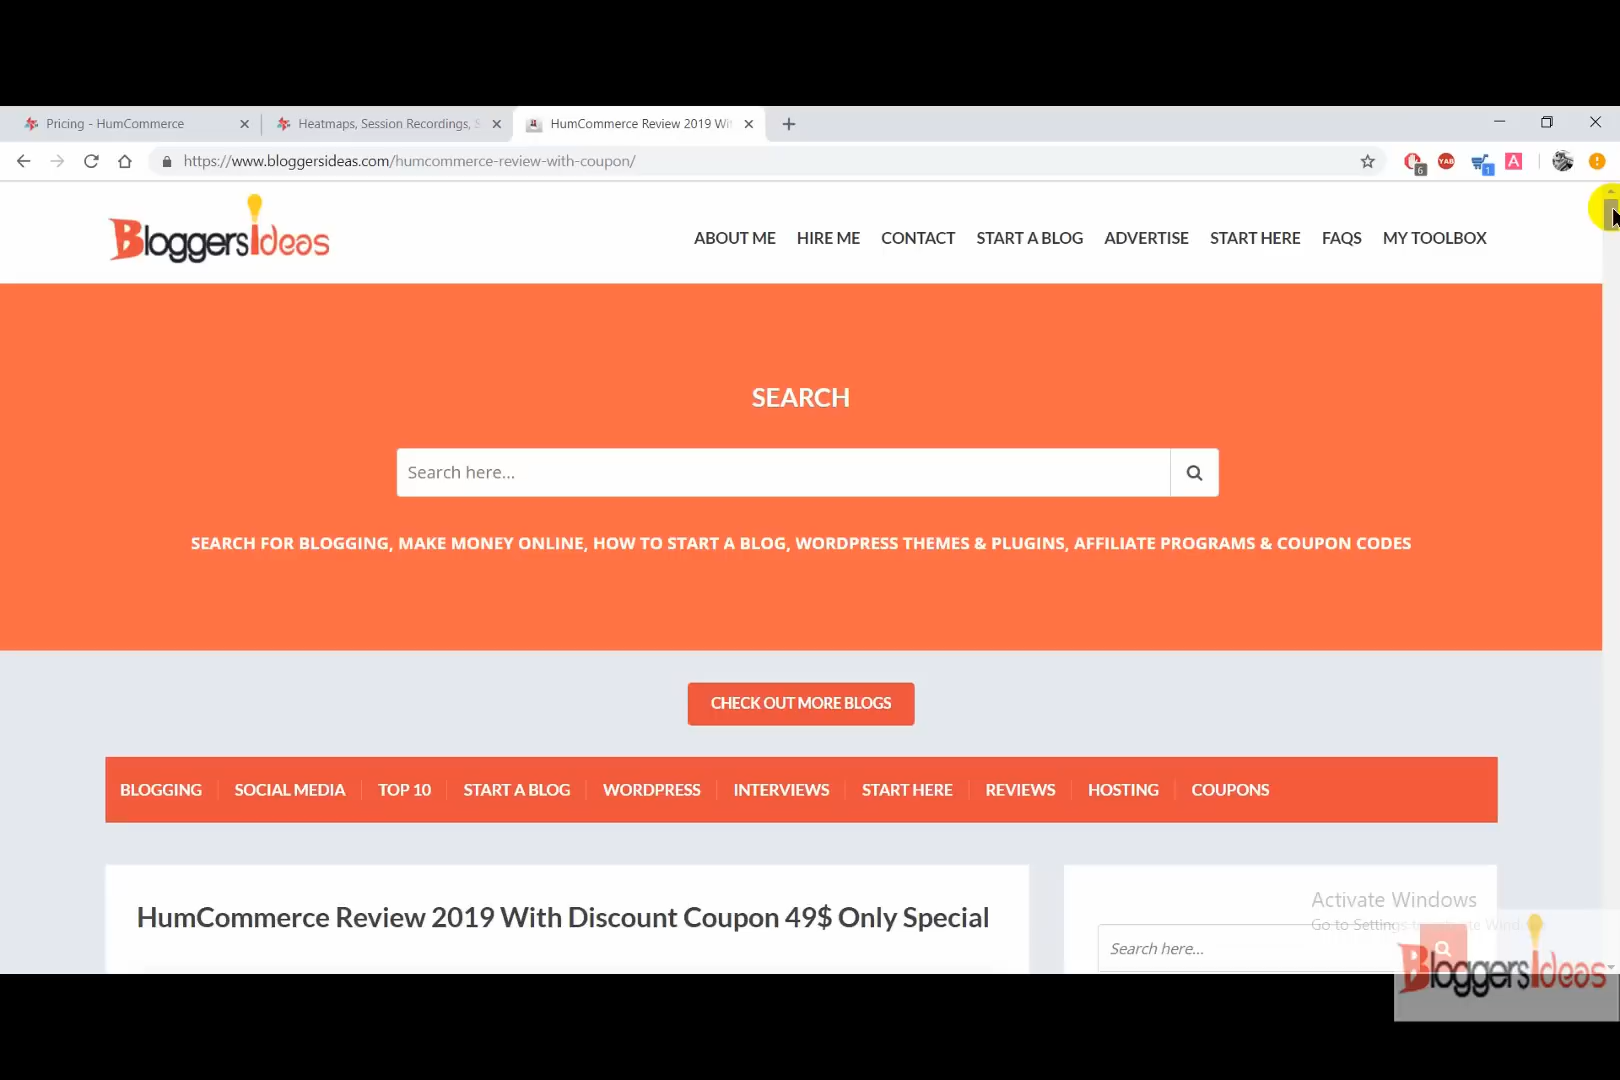 Pricing - HumCommerce
Heatmaps, Session Recordings, S
HumCommerce Review 2019 Wit
https://www.bloggersideas.com/humcommerce-review-with-coupon/
6
YAB
1
A
BloggersIdeas
ABOUT ME
HIRE ME
CONTACT
START A BLOG
ADVERTISE
START HERE
FAQS
MY TOOLBOX
SEARCH
Search here...
SEARCH FOR BLOGGING, MAKE MONEY ONLINE, HOW TO START A BLOG, WORDPRESS THEMES & PLUGINS, AFFILIATE PROGRAMS & COUPON CODES
CHECK OUT MORE BLOGS
BLOGGING
SOCIAL MEDIA
TOP 10
START A BLOG
WORDPRESS
INTERVIEWS
START HERE
REVIEWS
HOSTING
COUPONS
HumCommerce Review 2019 With Discount Coupon 49$ Only Special
Activate Windows
Go to Settings
Search here...
BloggersIdeas